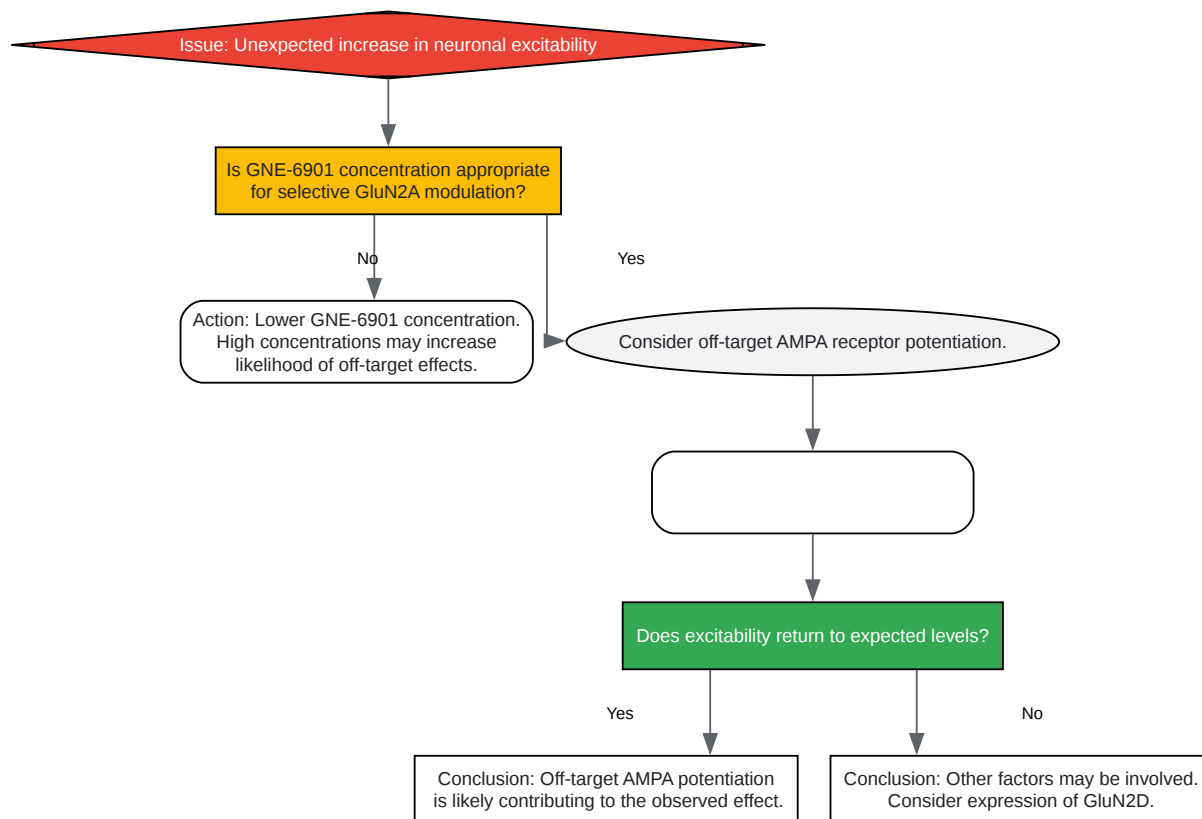 Issue: Unexpected increase in neuronal excitability
Is GNE-6901 concentration appropriate
for selective GluN2A modulation?
No
Yes
Action: Lower GNE-6901 concentration.
High concentrations may increase
likelihood of off-target effects.
Consider off-target AMPA receptor potentiation.
Does excitability return to expected levels?
Yes
No
Conclusion: Off-target AMPA potentiation
is likely contributing to the observed effect.
Conclusion: Other factors may be involved.
Consider expression of GluN2D.